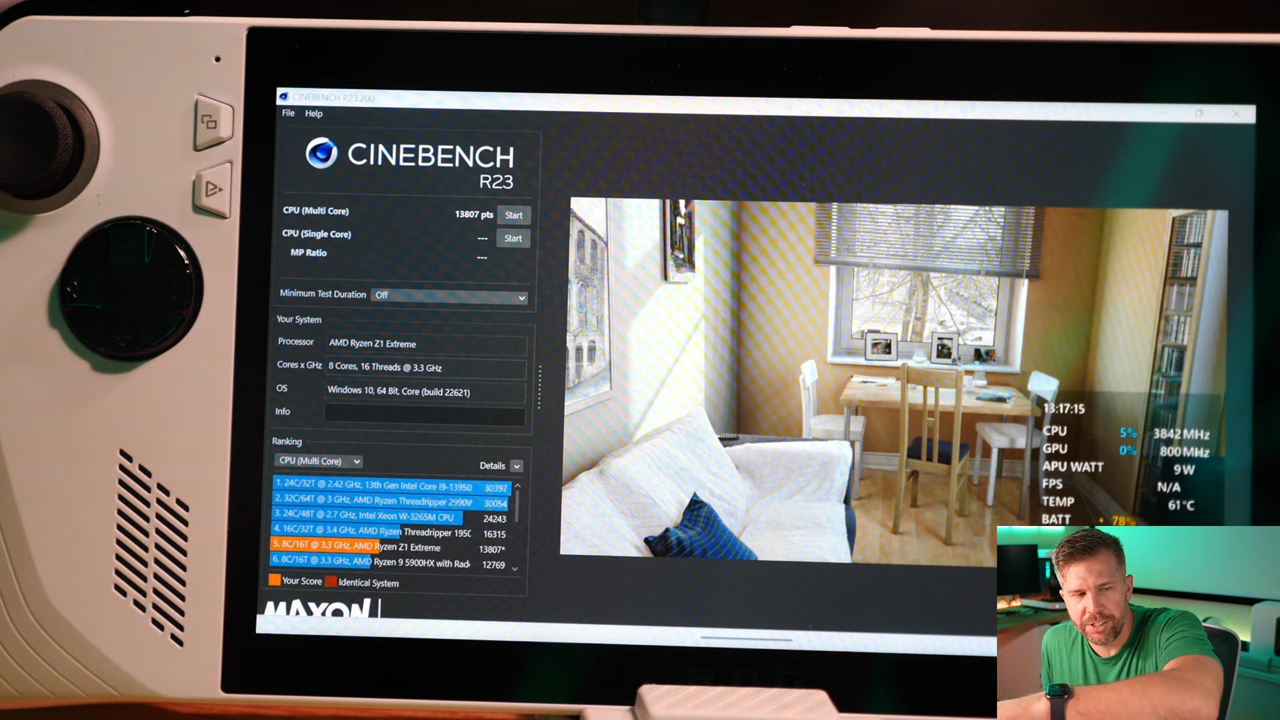 CINEBENCH R23.200
File Help
CINEBENCH
R23
CPU (Multi Core) 13807 pts Start
CPU (Single Core) --- Start
MP Ratio ---
Minimum Test Duration Off
Your System
Processor AMD Ryzen Z1 Extreme
Cores x GHz 8 Cores, 16 Threads @ 3.3 GHz
OS Windows 10, 64 Bit, Core (build 22621)
Info
Ranking
CPU (Multi Core) Details
1. 24C/32T @ 2.42 GHz, 13th Gen Intel Core i9-13950 30397
2. 32C/64T @ 3 GHz, AMD Ryzen Threadripper 2990W 30054
3. 24C/48T @ 2.7 GHz, Intel Xeon W-3265M CPU 24243
4. 16C/32T @ 3.4 GHz, AMD Ryzen Threadripper 195C 16315
5. 8C/16T @ 3.3 GHz, AMD Ryzen Z1 Extreme 13807*
6. 8C/16T @ 3.3 GHz, AMD Ryzen 9 5900HX with Rade 12769
Your Score Identical System
MAXON
13:17:15
CPU 5% 3842 MHz
GPU 0% 800 MHz
APU WATT 9 W
FPS N/A
TEMP 61°C
BATT 78%